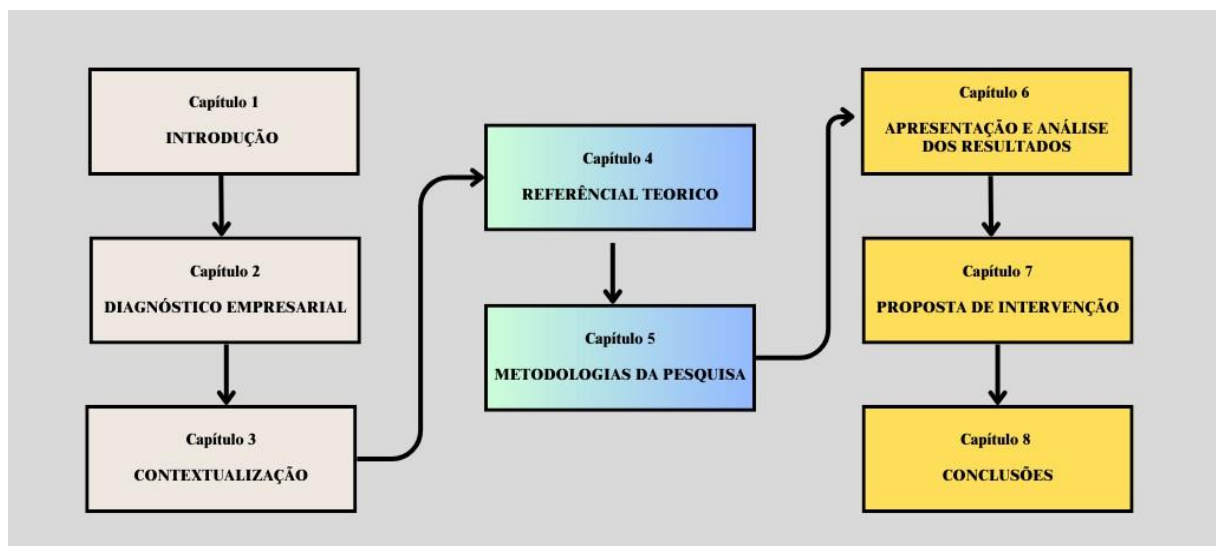 Capítulo 1
INTRODUÇÃO
Capítulo 2
DIAGNÓSTICO EMPRESARIAL
Capítulo 3
CONTEXTUALIZAÇÃO
Capítulo 4
REFERÊNCIAL TEORICO
Capítulo 5
METODOLOGIAS DA PESQUISA
Capítulo 6
APRESENTAÇÃO E ANÁLISE
DOS RESULTADOS
Capítulo 7
PROPOSTA DE INTERVENÇÃO
Capítulo 8
CONCLUSÕES